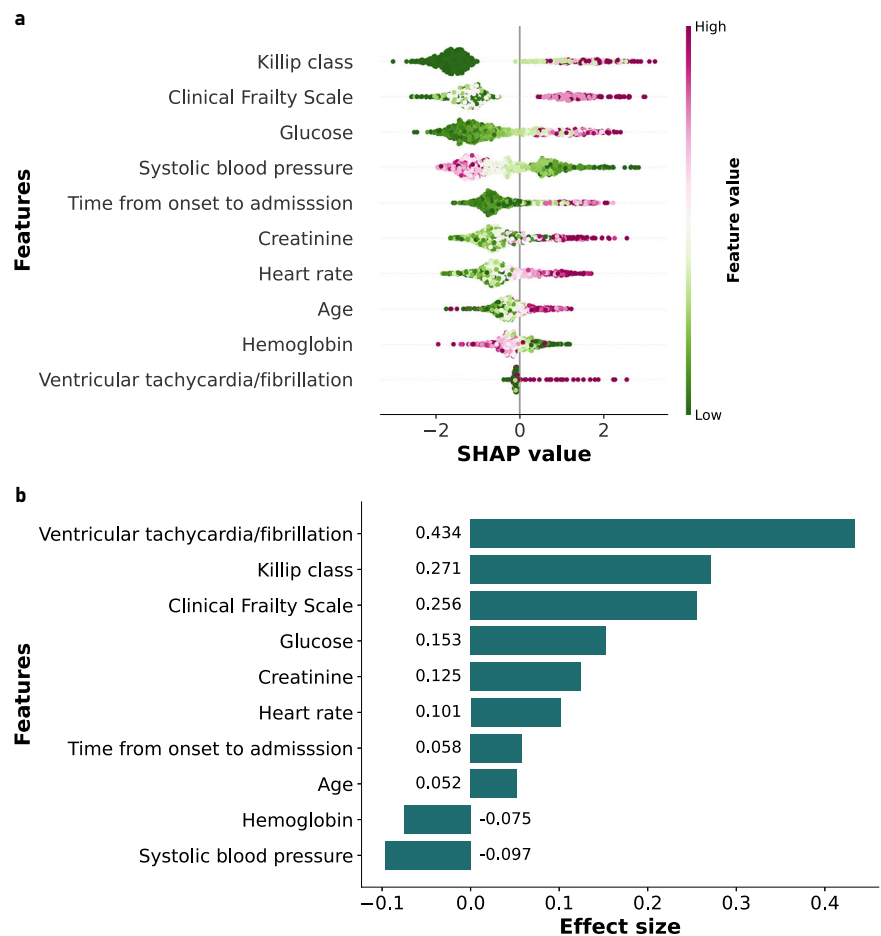 a
Killip class
Clinical Frailty Scale
Glucose
Systolic blood pressure
Time from onset to admisssion
Creatinine
Heart rate
Age
Hemoglobin
Ventricular tachycardia/fibrillation
Features
−2
0
2
SHAP value
High
Low
Feature value
b
Ventricular tachycardia/fibrillation 0.434
Killip class 0.271
Clinical Frailty Scale 0.256
Glucose 0.153
Creatinine 0.125
Heart rate 0.101
Time from onset to admisssion 0.058
Age 0.052
Hemoglobin -0.075
Systolic blood pressure -0.097
Features
−0.1 0.0 0.1 0.2 0.3 0.4
Effect size